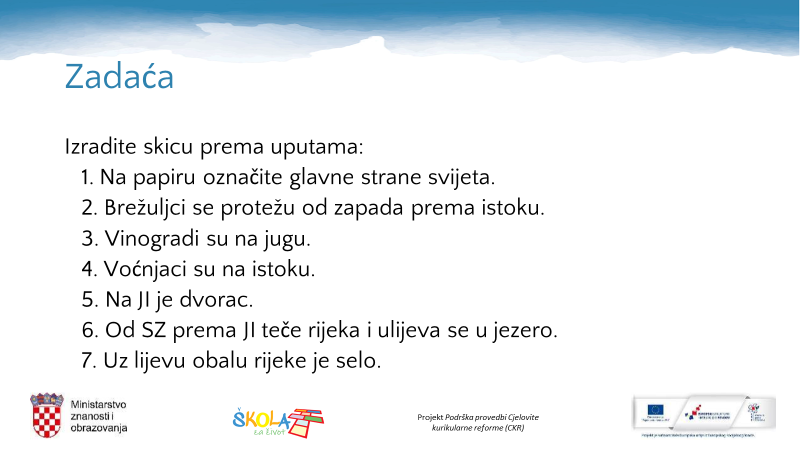 Zadaća
Izradite skicu prema uputama:
1. Na papiru označite glavne strane svijeta.
2. Brežuljci se protežu od zapada prema istoku.
3. Vinogradi su na jugu.
4. Voćnjaci su na istoku.
5. Na JI je dvorac.
6. Od SZ prema JI teče rijeka i ulijeva se u jezero.
7. Uz lijevu obalu rijeke je selo.
Ministarstvo
znanosti i
obrazovanja
ŠKOLA
za život
Projekt Podrška provedbi Cjelovite
kurikularne reforme (CKR)